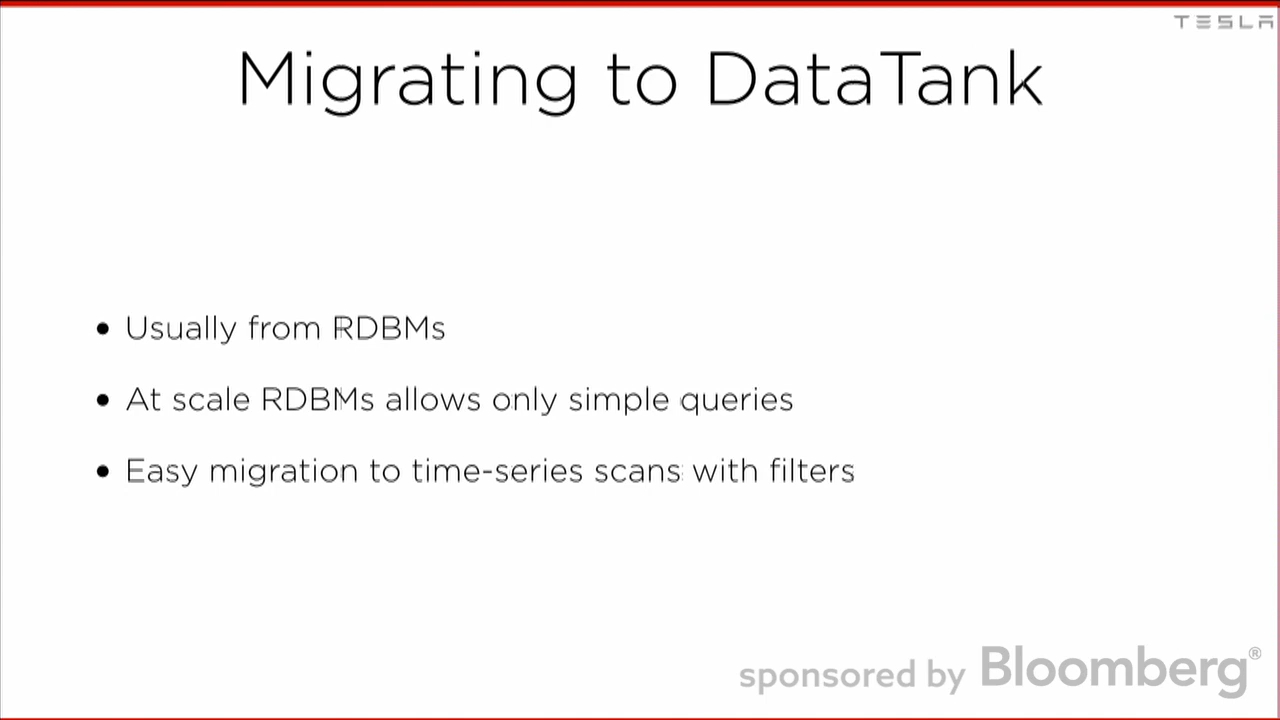 TESLA
Migrating to DataTank
• Usually from RDBMs
• At scale RDBMs allows only simple queries
• Easy migration to time-series scans with filters
sponsored by Bloomberg®